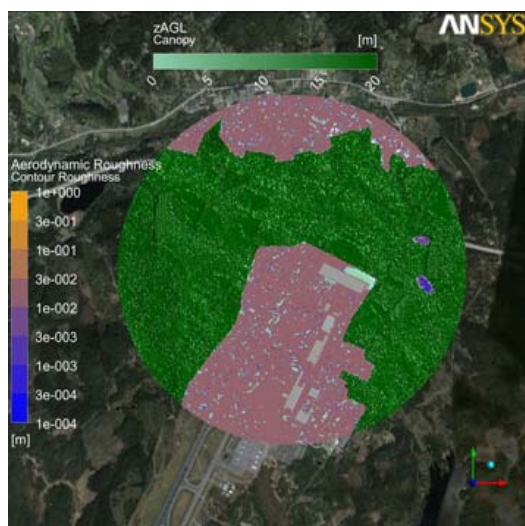 zAGL
Canopy
[m]
ANSYS
0
5
10
15
20
Aerodynamic Roughness
Contour Roughness
1e+000
3e-001
1e-001
3e-002
1e-002
3e-003
1e-003
3e-004
1e-004
[m]